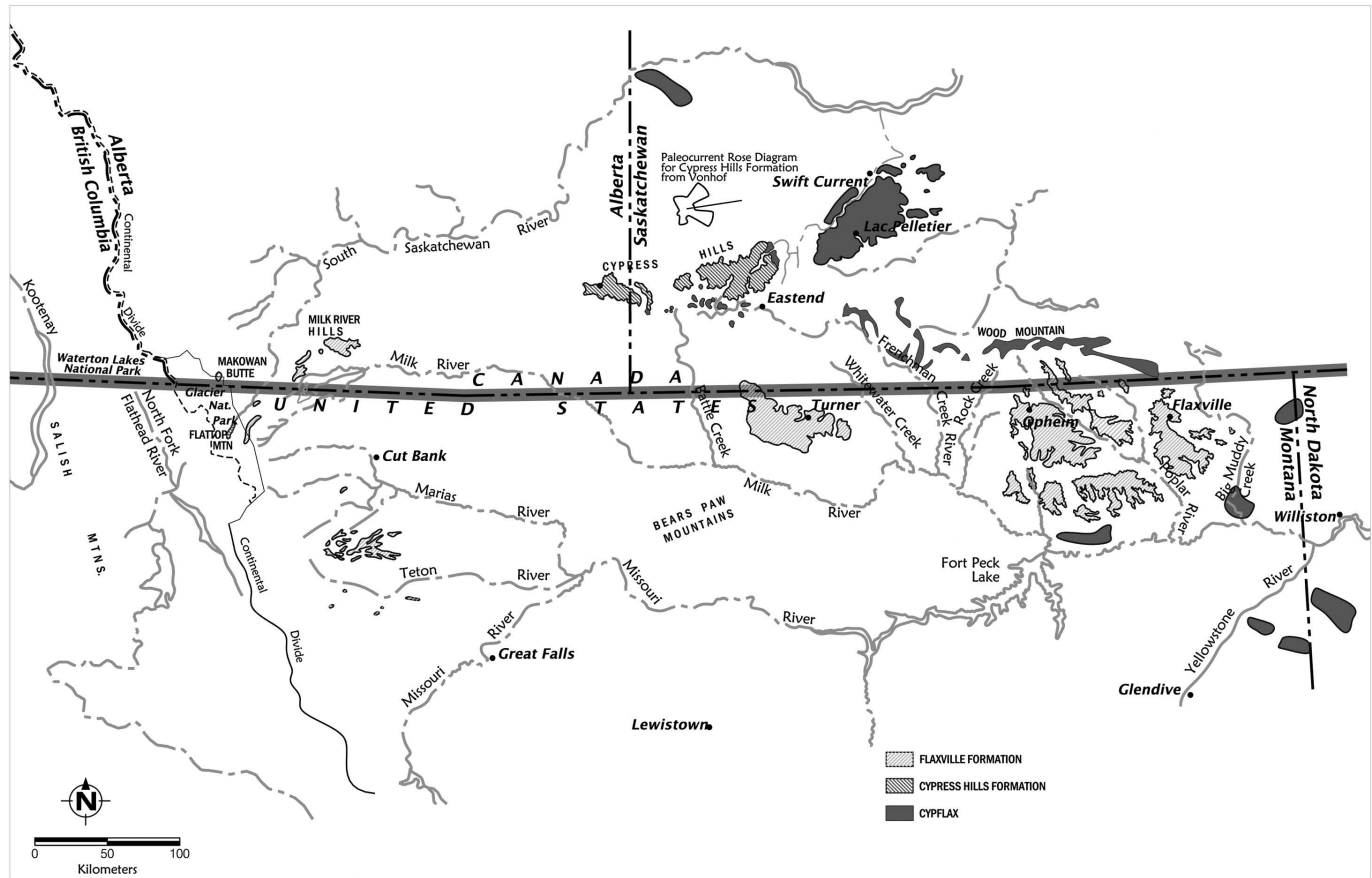 Alberta
British Columbia
Continental
Divide
Kootenay
Waterton Lakes
National Park
MAKOWAN
BUTTE
Glacier
Nat.
Park
FLATTOP
MTN
North Fork
Flathead River
SALISH
MTNS.
MILK RIVER
HILLS
South
Saskatchewan
River
Milk
River
Alberta
Saskatchewan
Paleocurrent Rose Diagram
for Cypress Hills Formation
from Vonhof
CYPRESS
HILLS
Swift Current
Lac.Pelletier
Eastend
WOOD MOUNTAIN
Frenchman
Creek
Whitewater Creek
Rock Creek
River
CANADA
UNITED STATES
Battle Creek
Turner
Opheim
Flaxville
Poplar
River
Big Muddy
Creek
North Dakota
Montana
Williston
Cut Bank
Marias
River
Milk
River
BEARS PAW
MOUNTAINS
Teton
River
Missouri
River
Fort Peck
Lake
Continental
Divide
Missouri
River
Great Falls
Lewistown
Yellowstone
River
Glendive
FLAXVILLE FORMATION
CYPRESS HILLS FORMATION
CYPFLAX
N
0 50 100
Kilometers